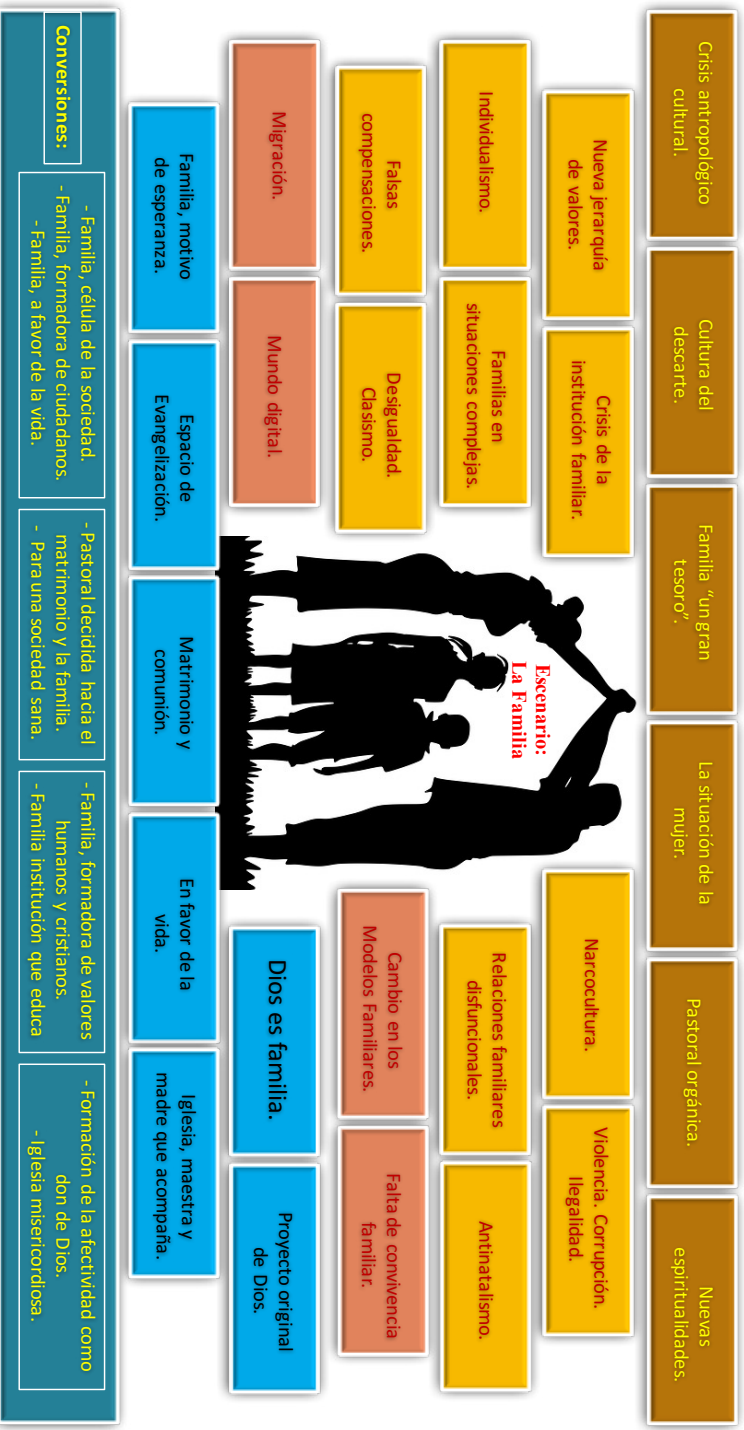 Crisis antropológico
cultural.
Cultura del
descarte.
Familia “un gran
tesoro”.
La situación de la
mujer.
Pastoral orgánica.
Nuevas
espiritualidades.
Nueva jerarquía
de valores.
Crisis de la
institución familiar.
Narcocultura.
Violencia. Corrupción.
Ilegalidad.
Individualismo.
Familias en
situaciones complejas.
Relaciones familiares
disfuncionales.
Antinatalismo.
Escenario:
La Familia
Falsas
compensaciones.
Desigualdad.
Clasismo.
Cambio en los
Modelos Familiares.
Falta de convivencia
familiar.
Migración.
Mundo digital.
Dios es familia.
Proyecto original
de Dios.
Familia, motivo
de esperanza.
Espacio de
Evangelización.
Matrimonio y
comunión.
En favor de la
vida.
Iglesia, maestra y
madre que acompaña.
Conversiones:
- Familia, célula de la sociedad.
- Familia, formadora de ciudadanos.
- Familia, a favor de la vida.
- Pastoral decidida hacia el
matrimonio y la familia.
- Para una sociedad sana.
- Familia, formadora de valores
humanos y cristianos.
- Familia institución que educa
- Formación de la afectividad como
don de Dios.
- Iglesia misericordiosa.